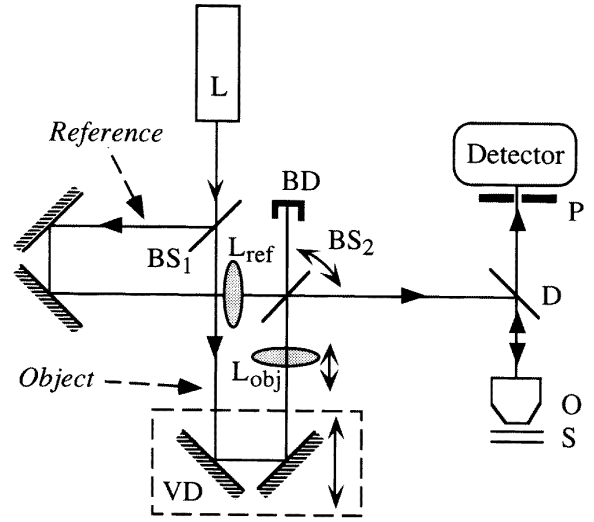 L
Reference
Detector
BD
P
BS1
Lref
BS2
D
Object
Lobj
O
S
VD